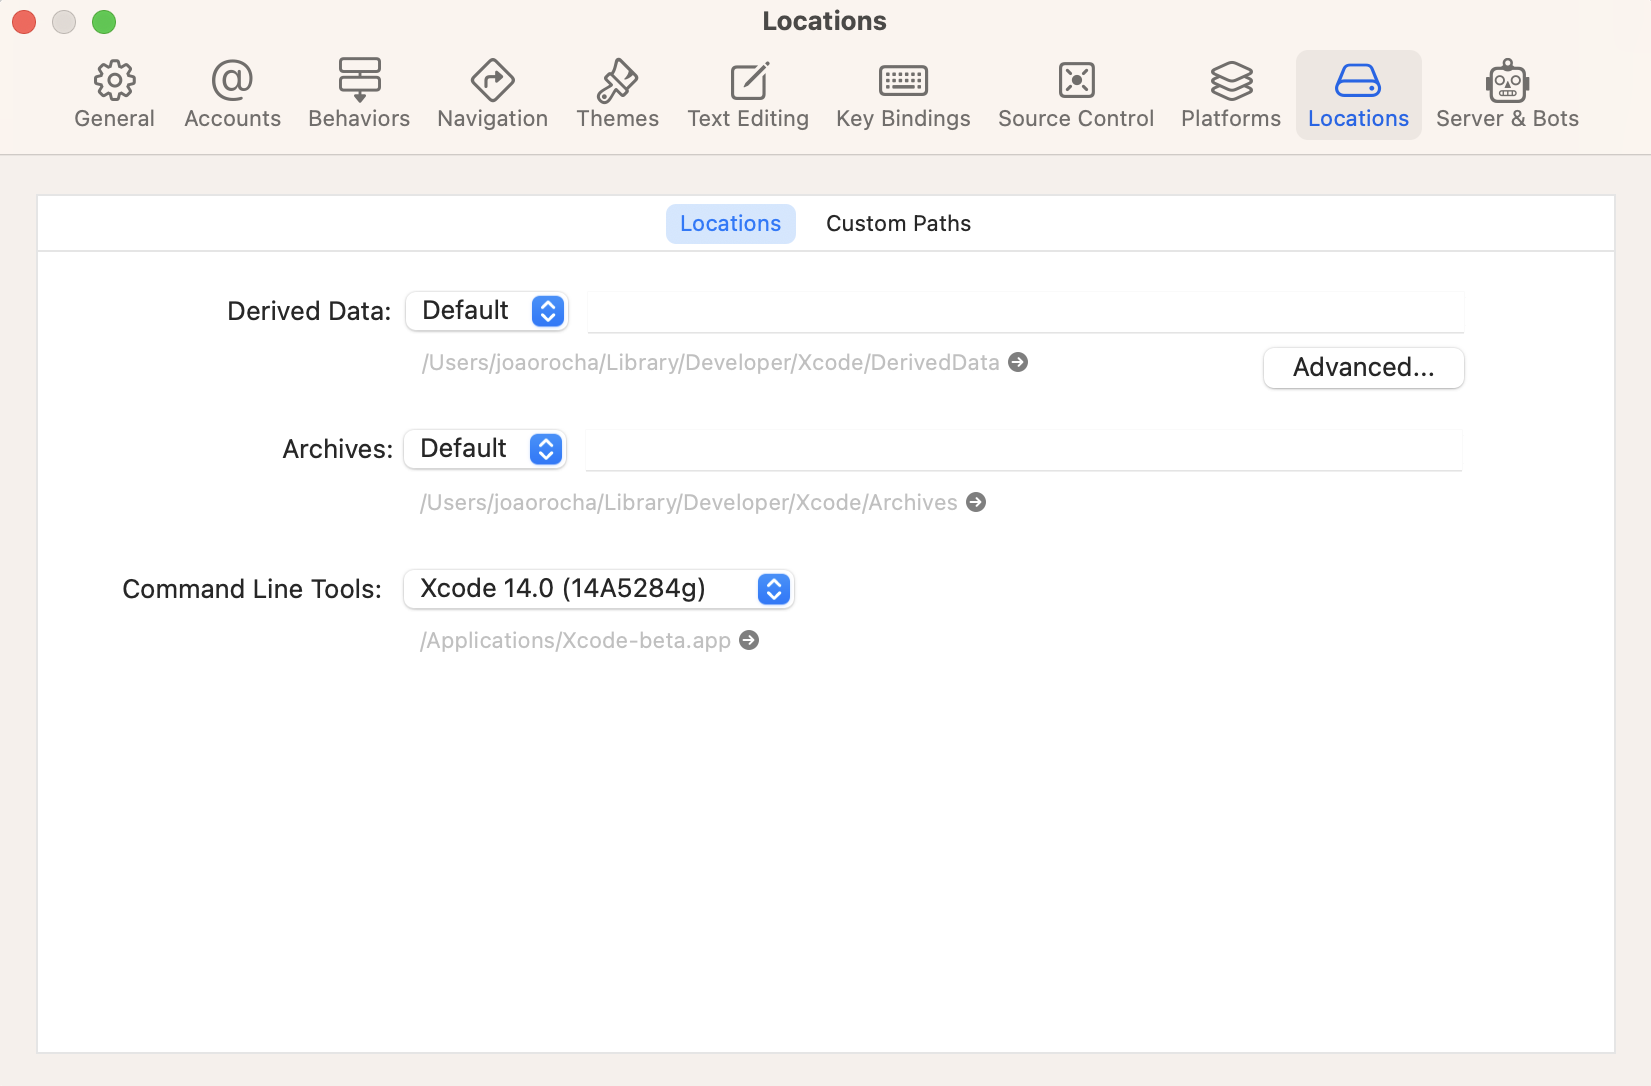 Locations
General Accounts Behaviors Navigation Themes Text Editing Key Bindings Source Control Platforms Locations Server & Bots
Locations Custom Paths
Derived Data: Default
/Users/joaorocha/Library/Developer/Xcode/DerivedData
Advanced...
Archives: Default
/Users/joaorocha/Library/Developer/Xcode/Archives
Command Line Tools: Xcode 14.0 (14A5284g)
/Applications/Xcode-beta.app